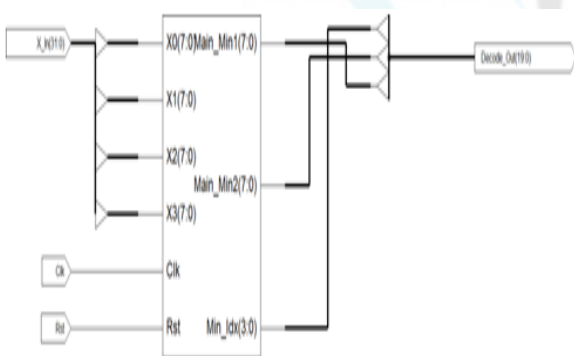 X_In(31:0)
X0(7:0)Main_Min1(7:0)
Decode_Out(19:0)
X1(7:0)
X2(7:0)
Main_Min2(7:0)
X3(7:0)
Clk
Clk
Rst
Rst
Min_Idx(3:0)